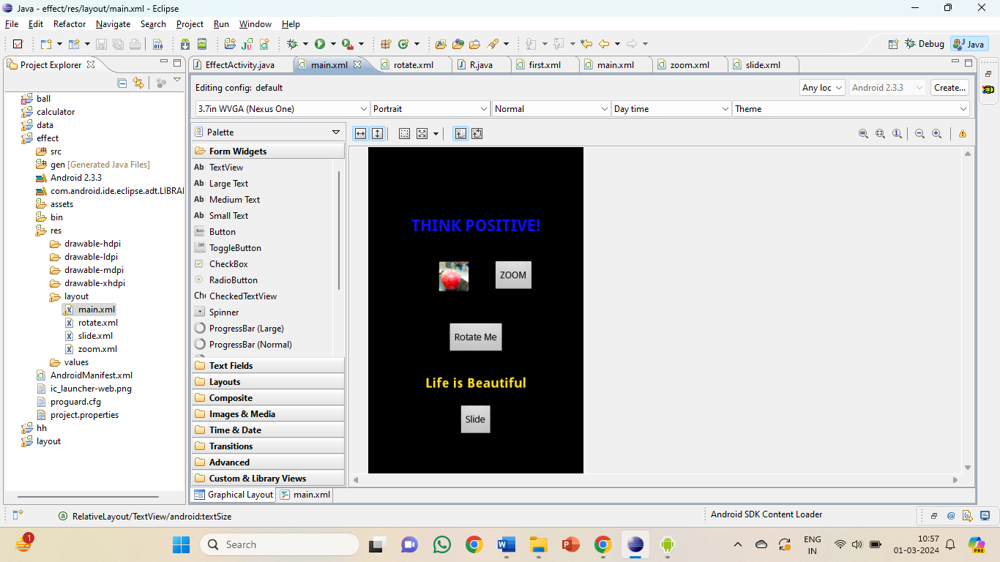 Java - effect/res/layout/main.xml - Eclipse
File Edit Refactor Navigate Search Project Run Window Help
Debug Java
Project Explorer
EffectActivity.java main.xml rotate.xml R.java first.xml main.xml zoom.xml slide.xml
Editing config: default
Any loc Android 2.3.3 Create...
3.7in WVGA (Nexus One) Portrait Normal Day time Theme
ball
calculator
data
effect
src
gen [Generated Java Files]
Android 2.3.3
com.android.ide.eclipse.adt.LIBRA
assets
bin
res
drawable-hdpi
drawable-ldpi
drawable-mdpi
drawable-xhdpi
layout
main.xml
rotate.xml
slide.xml
zoom.xml
values
AndroidManifest.xml
ic_launcher-web.png
proguard.cfg
project.properties
hh
layout
Palette
Form Widgets
Ab TextView
Ab Large Text
Ab Medium Text
Ab Small Text
Button
ToggleButton
CheckBox
RadioButton
CheckedTextView
Spinner
ProgressBar (Large)
ProgressBar (Normal)
Text Fields
Layouts
Composite
Images & Media
Time & Date
Transitions
Advanced
Custom & Library Views
THINK POSITIVE!
ZOOM
Rotate Me
Life is Beautiful
Slide
Graphical Layout main.xml
RelativeLayout/TextView/android:textSize
Android SDK Content Loader
1
Search
ENG
IN
10:57
01-03-2024
PRE